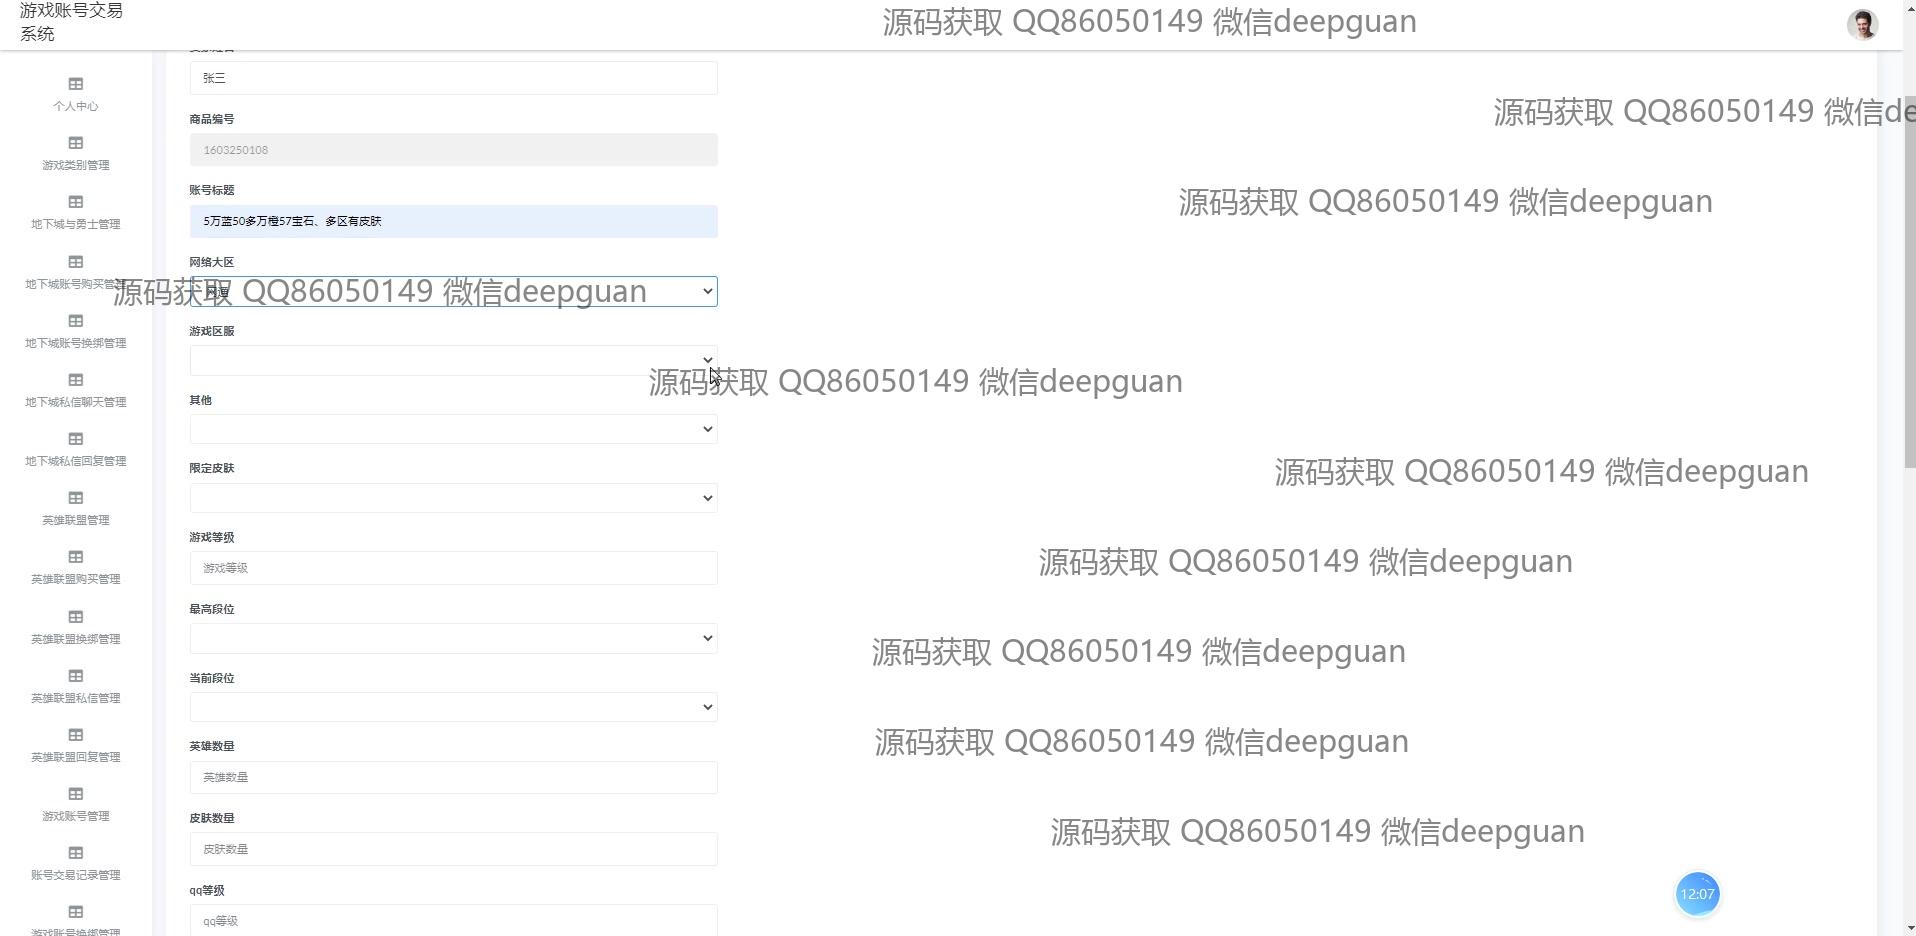 游戏账号交易
系统
源码获取 QQ86050149 微信deepguan
张三
源码获取 QQ86050149 微信de
个人中心
商品编号
1603250108
游戏类别管理
账号标题
源码获取 QQ86050149 微信deepguan
5万蓝50多万橙57宝石、多区有皮肤
地下城与勇士管理
网络大区
地下城账号购买管理
源码获取 QQ86050149 微信deepguan
网通
游戏区服
地下城账号换绑管理
源码获取 QQ86050149 微信deepguan
其他
地下城私信聊天管理
限定皮肤
地下城私信回复管理
源码获取 QQ86050149 微信deepguan
英雄联盟管理
游戏等级
游戏等级
源码获取 QQ86050149 微信deepguan
英雄联盟购买管理
最高段位
英雄联盟换绑管理
源码获取 QQ86050149 微信deepguan
当前段位
英雄联盟私信管理
英雄数量
源码获取 QQ86050149 微信deepguan
英雄联盟回复管理
英雄数量
游戏账号管理
皮肤数量
源码获取 QQ86050149 微信deepguan
皮肤数量
账号交易记录管理
qq等级
12:07
qq等级
游戏账号换绑管理